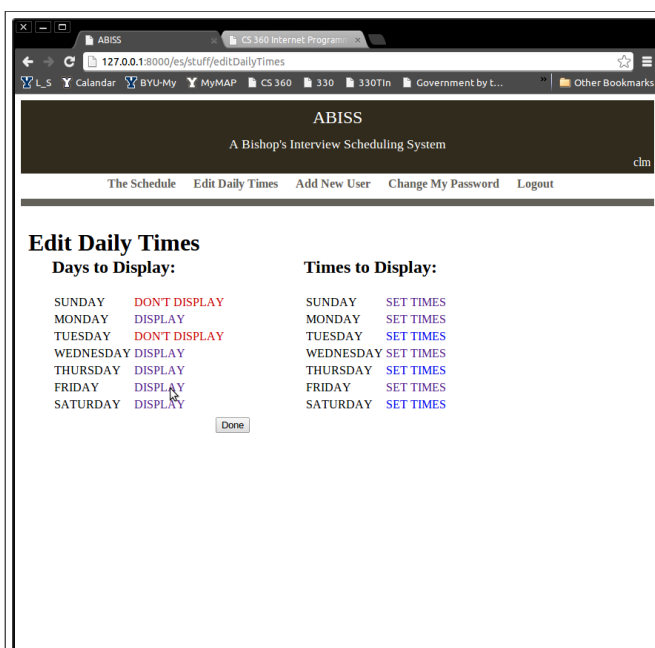 ABISS
CS 360 Internet Program
127.0.0.1:8000/es/stuff/editDailyTimes
L_S Calandar BYU-My MyMAP CS 360 330 330TIn Government by t... » Other Bookmarks
ABISS
A Bishop's Interview Scheduling System
clm
The Schedule Edit Daily Times Add New User Change My Password Logout
Edit Daily Times
Days to Display: Times to Display:
SUNDAY DON'T DISPLAY SUNDAY SET TIMES
MONDAY DISPLAY MONDAY SET TIMES
TUESDAY DON'T DISPLAY TUESDAY SET TIMES
WEDNESDAY DISPLAY WEDNESDAY SET TIMES
THURSDAY DISPLAY THURSDAY SET TIMES
FRIDAY DISPLAY FRIDAY SET TIMES
SATURDAY DISPLAY SATURDAY SET TIMES
Done